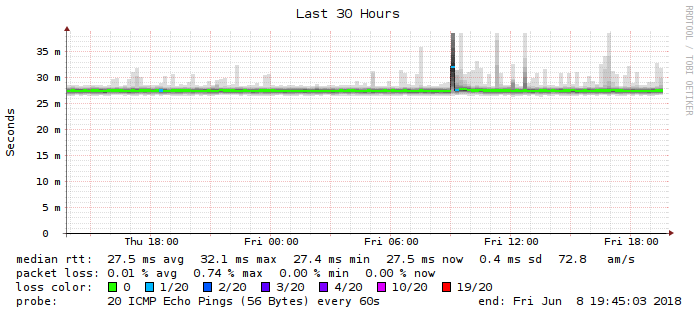 Last 30 Hours
RRDTOOL / TOBI OETIKER
Seconds
35 m
30 m
25 m
20 m
15 m
10 m
5 m
0
Thu 18:00 Fri 00:00 Fri 06:00 Fri 12:00 Fri 18:00
median rtt: 27.5 ms avg 32.1 ms max 27.4 ms min 27.5 ms now 0.4 ms sd 72.8 am/s
packet loss: 0.01 % avg 0.74 % max 0.00 % min 0.00 % now
loss color: 0 1/20 2/20 3/20 4/20 10/20 19/20
probe: 20 ICMP Echo Pings (56 Bytes) every 60s end: Fri Jun 8 19:45:03 2018